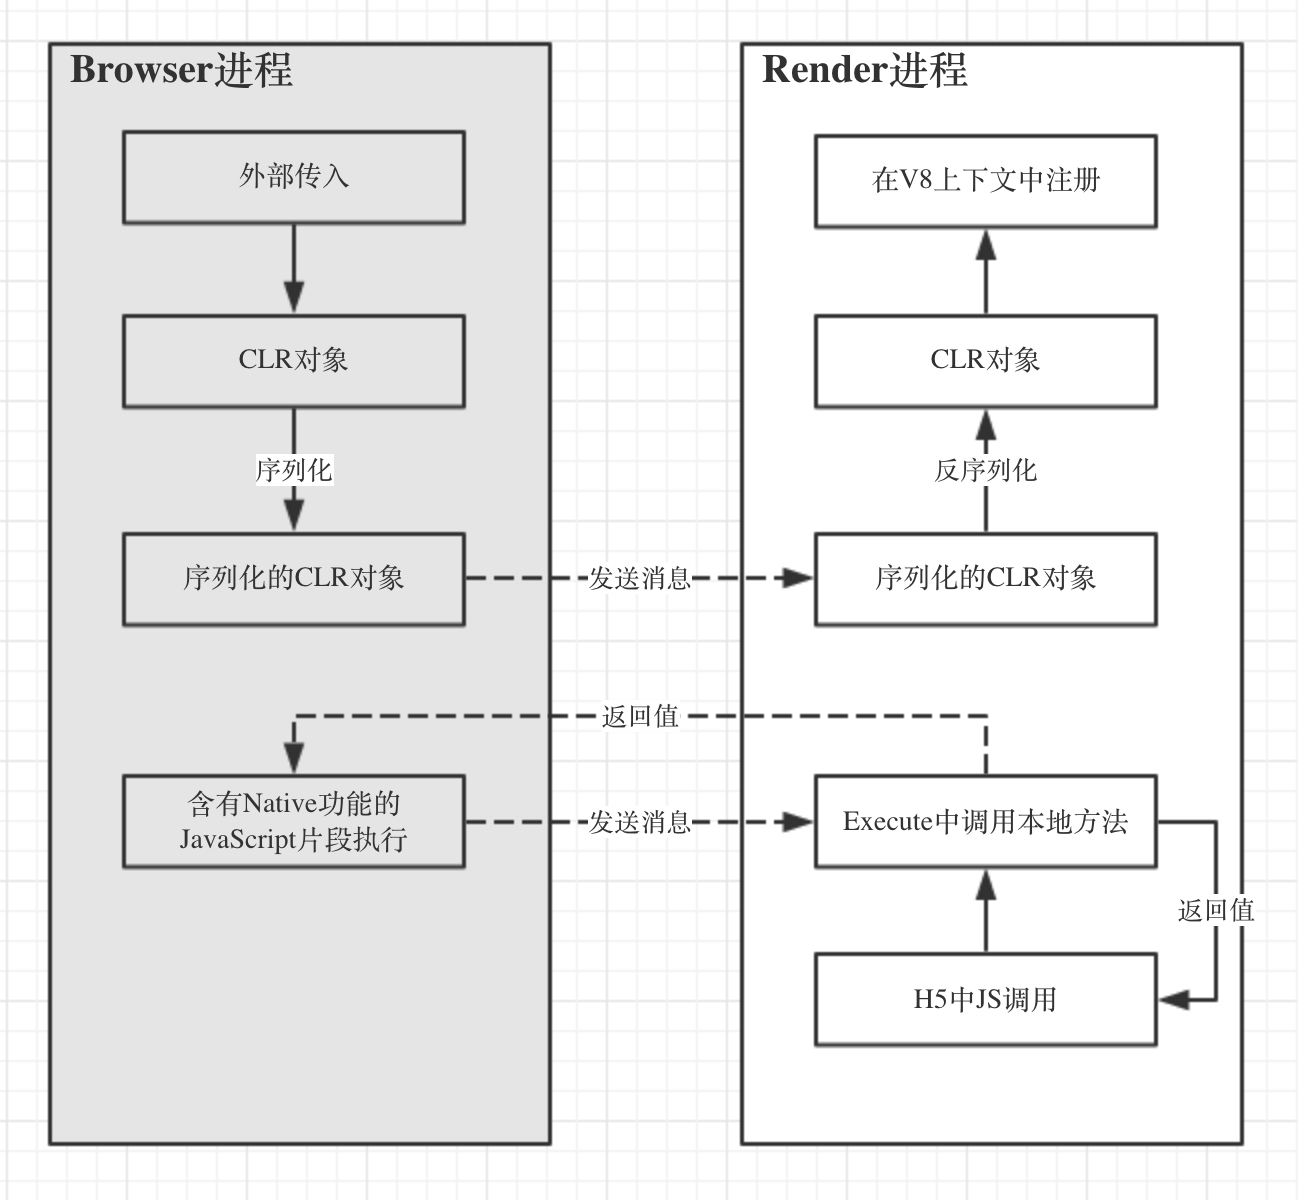 Browser进程
外部传入
CLR对象
序列化
序列化的CLR对象
发送消息
Render进程
在V8上下文中注册
CLR对象
反序列化
序列化的CLR对象
返回值
含有Native功能的
JavaScript片段执行
发送消息
Execute中调用本地方法
返回值
H5中JS调用